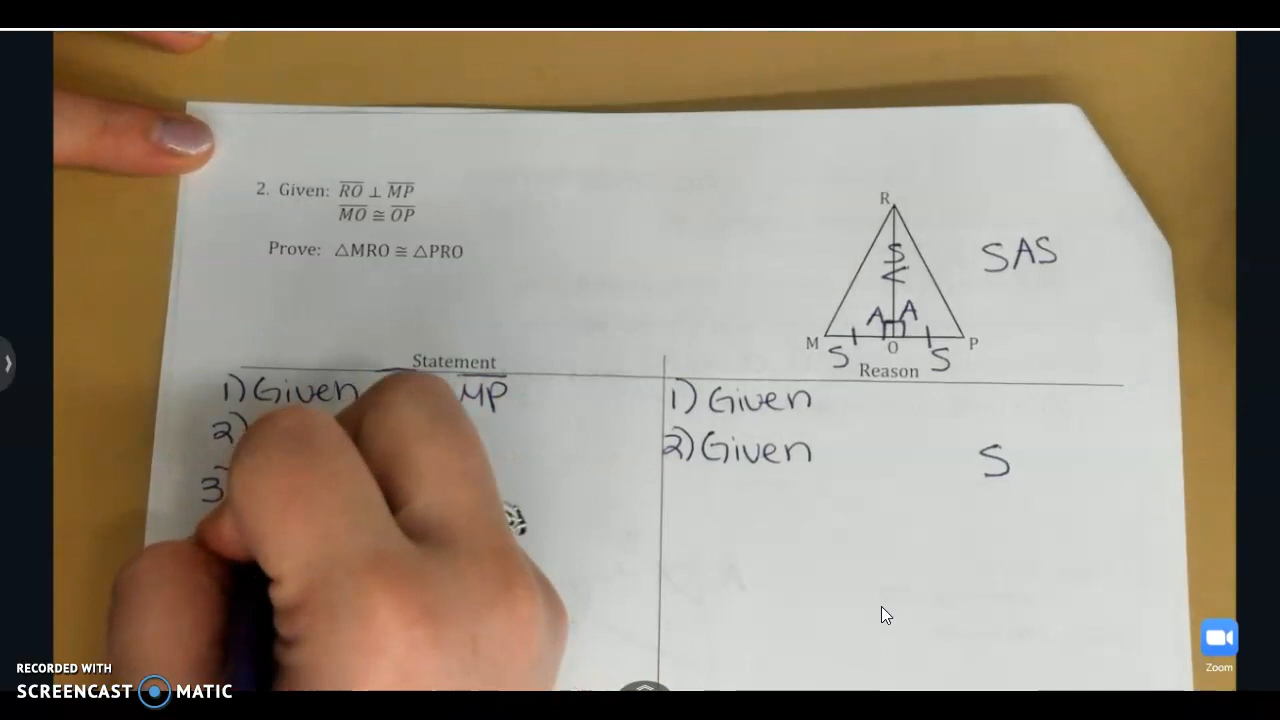 2. Given: RO ⊥ MP
MO ≅ OP
Prove: △MRO ≅ △PRO
R
S
A A
M O P
S S
SAS
Statement Reason
1) Given MP 1) Given
2) 2) Given S
3)
Zoom
RECORDED WITH
SCREENCAST MATIC